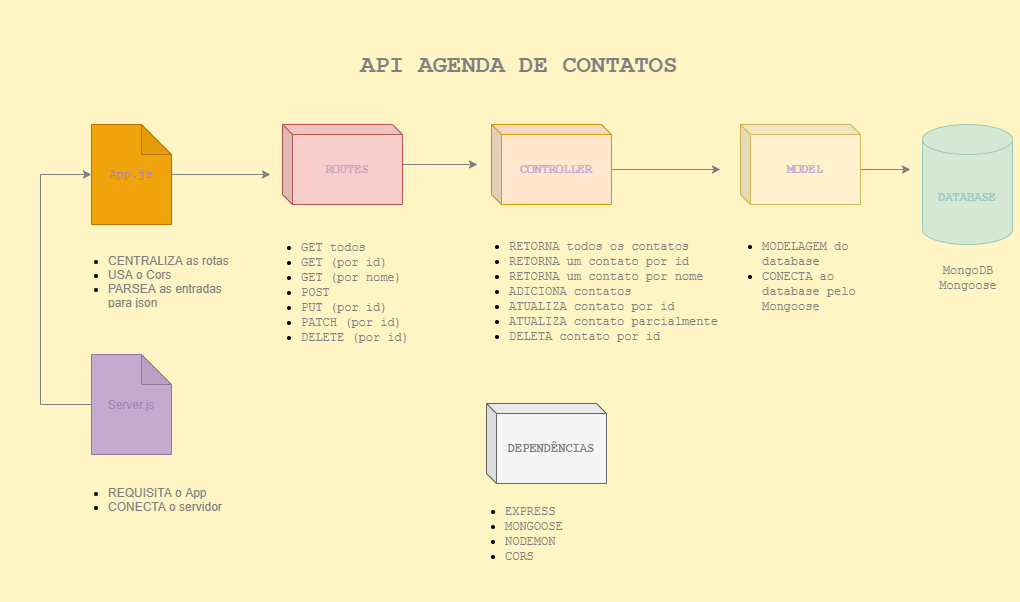 API AGENDA DE CONTATOS
App.js
ROUTES
CONTROLLER
MODEL
DATABASE
CENTRALIZA as rotas
USA o Cors
PARSEA as entradas
para json
GET todos
GET (por id)
GET (por nome)
POST
PUT (por id)
PATCH (por id)
DELETE (por id)
RETORNA todos os contatos
RETORNA um contato por id
RETORNA um contato por nome
ADICIONA contatos
ATUALIZA contato por id
ATUALIZA contato parcialmente
DELETA contato por id
MODELAGEM do
database
CONECTA ao
database pelo
Mongoose
MongoDB
Mongoose
Server.js
REQUISITA o App
CONECTA o servidor
DEPENDÊNCIAS
EXPRESS
MONGOOSE
NODEMON
CORS